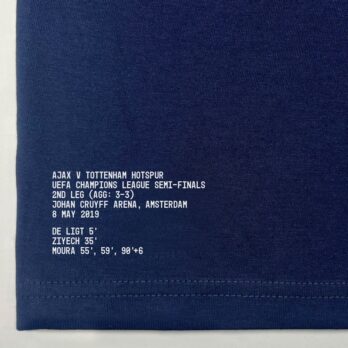 AJAX V TOTTENHAM HOTSPUR
UEFA CHAMPIONS LEAGUE SEMI-FINALS
2ND LEG (AGG: 3-3)
JOHAN CRUYFF ARENA, AMSTERDAM
8 MAY 2019
DE LIGT 5'
ZIYECH 35'
MOURA 55', 59', 90'+6